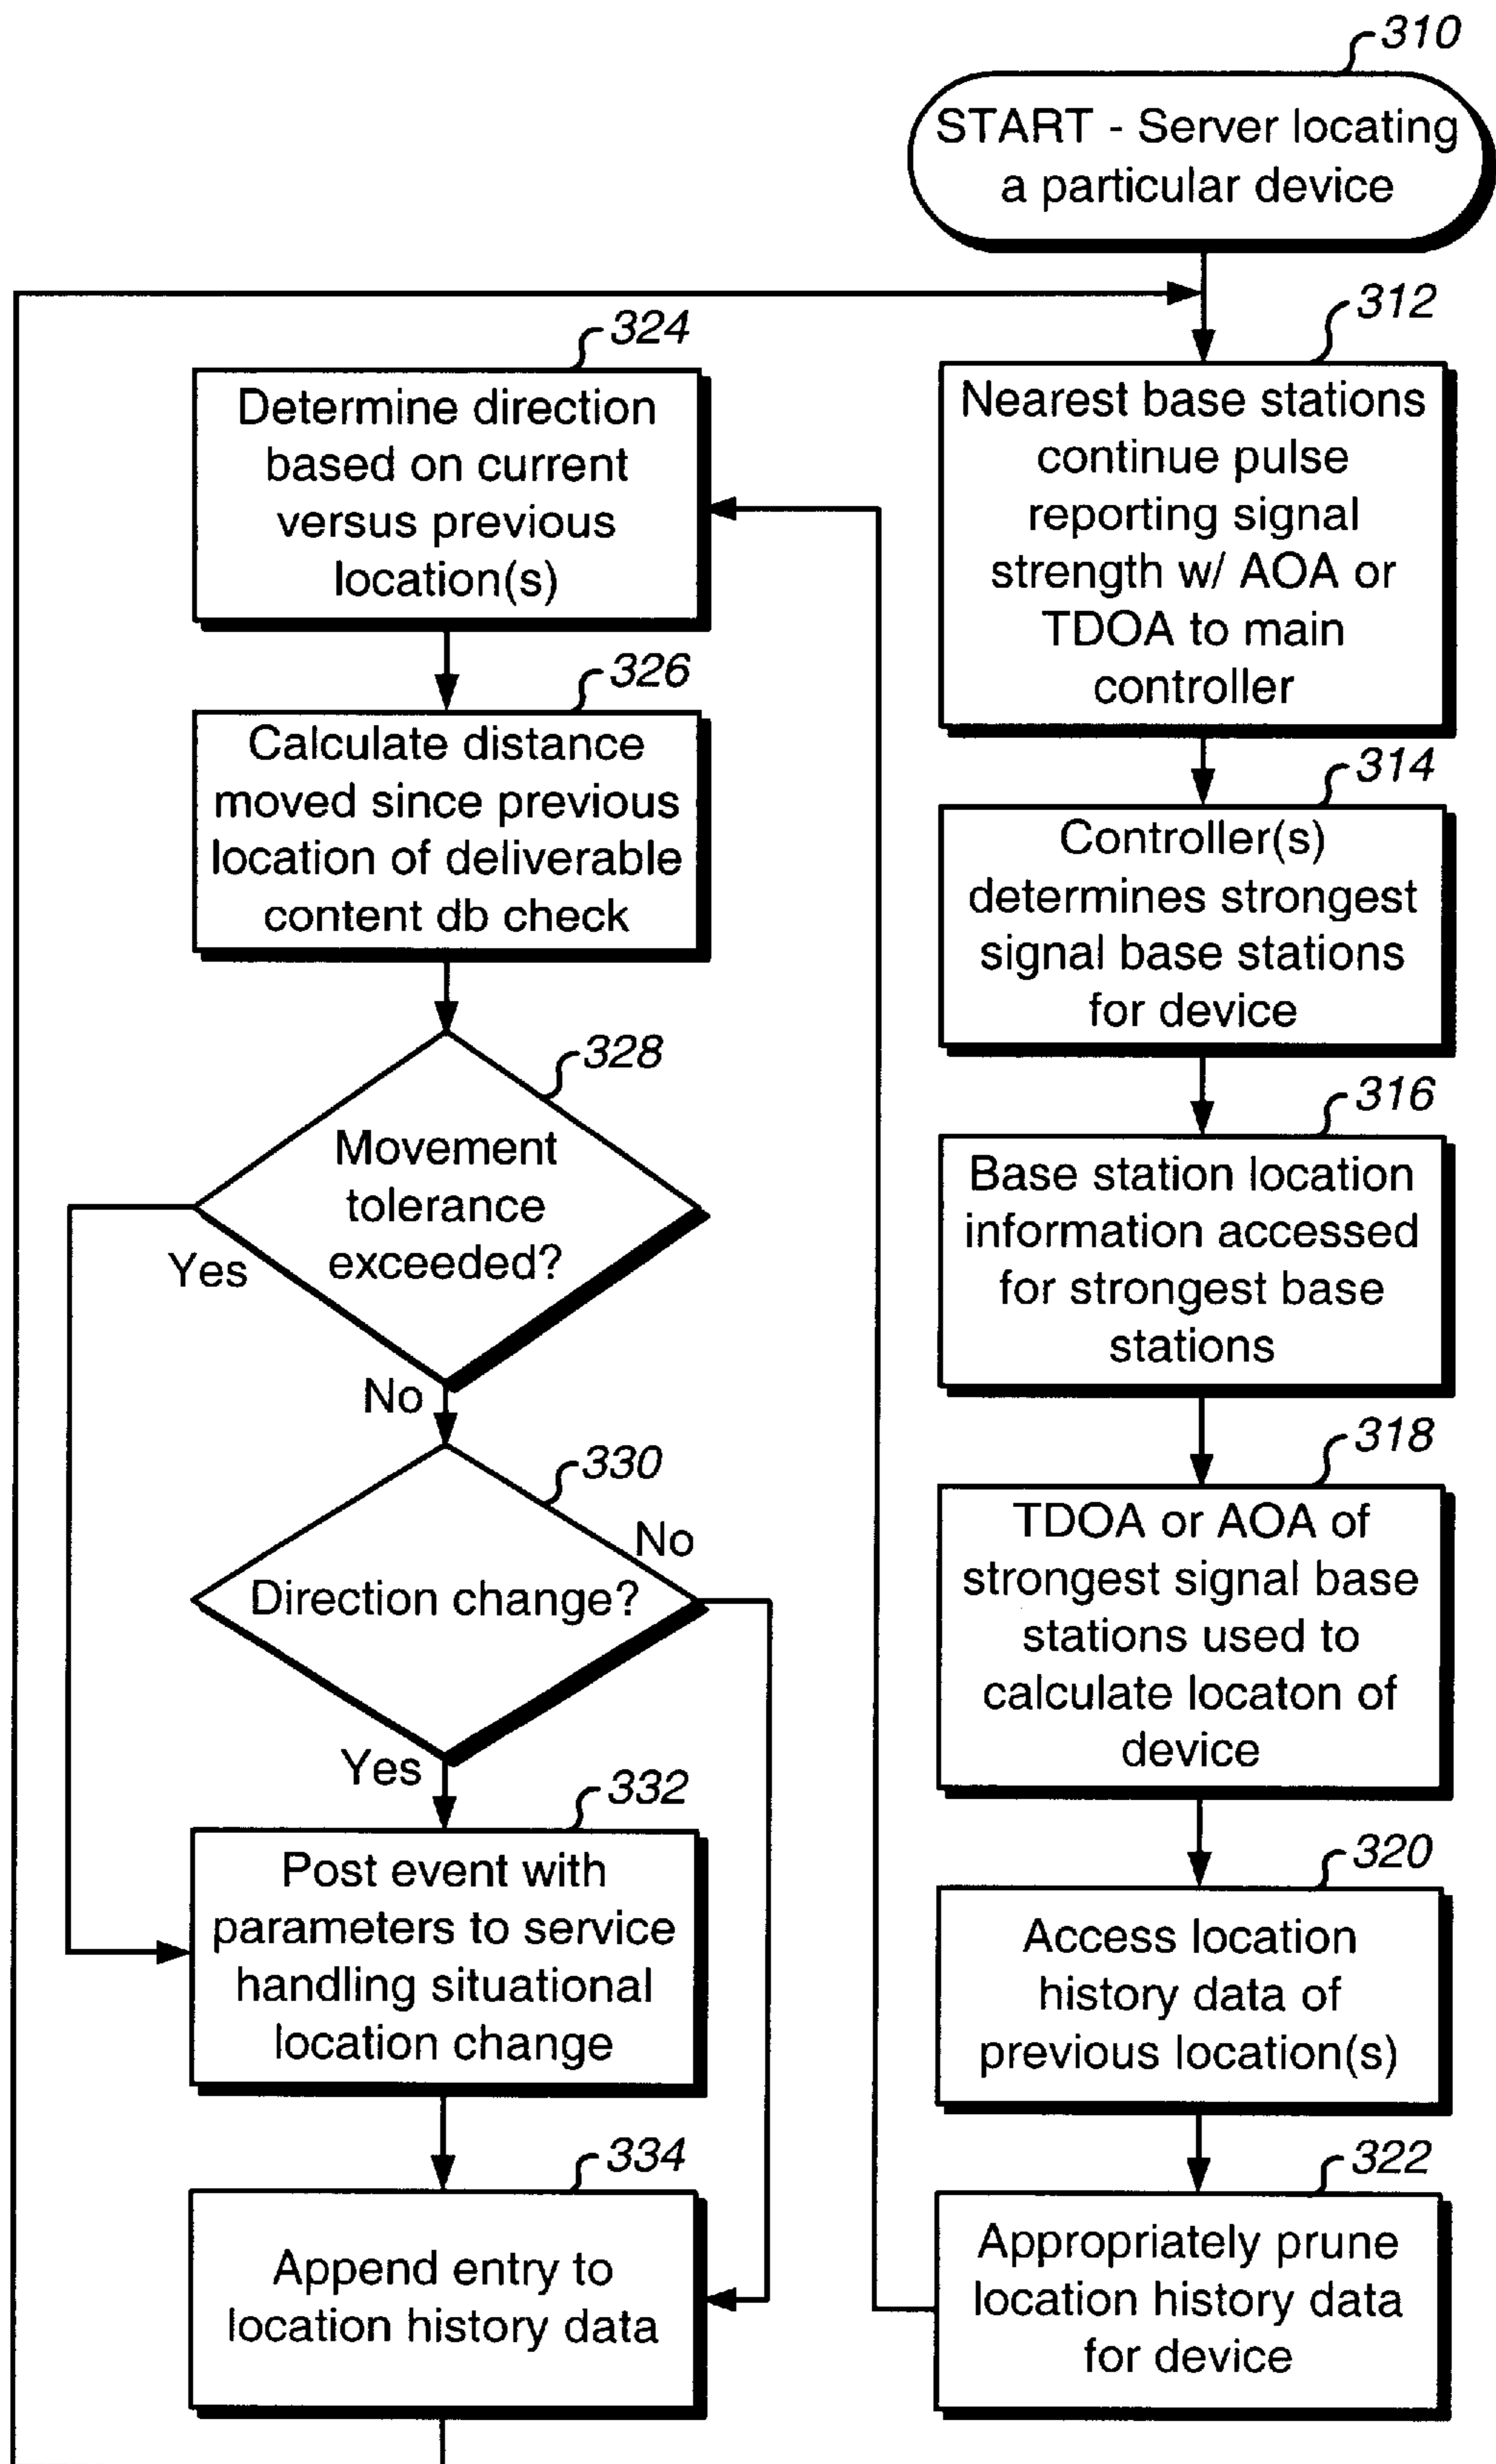 310
START - Server locating
a particular device
312
Nearest base stations
continue pulse
reporting signal
strength w/ AOA or
TDOA to main
controller
314
Controller(s)
determines strongest
signal base stations
for device
316
Base station location
information accessed
for strongest base
stations
318
TDOA or AOA of
strongest signal base
stations used to
calculate locaton of
device
320
Access location
history data of
previous location(s)
322
Appropriately prune
location history data
for device
324
Determine direction
based on current
versus previous
location(s)
326
Calculate distance
moved since previous
location of deliverable
content db check
328
Movement
tolerance
exceeded?
Yes
No
330
Direction change?
No
Yes
332
Post event with
parameters to service
handling situational
location change
334
Append entry to
location history data